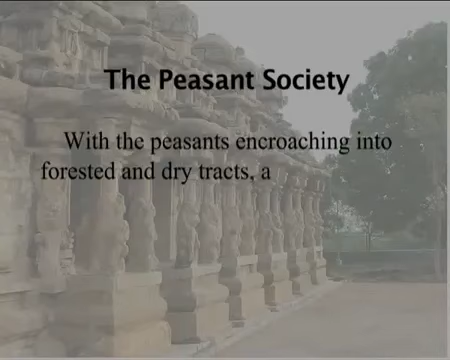 The Peasant Society
With the peasants encroaching into
forested and dry tracts, a